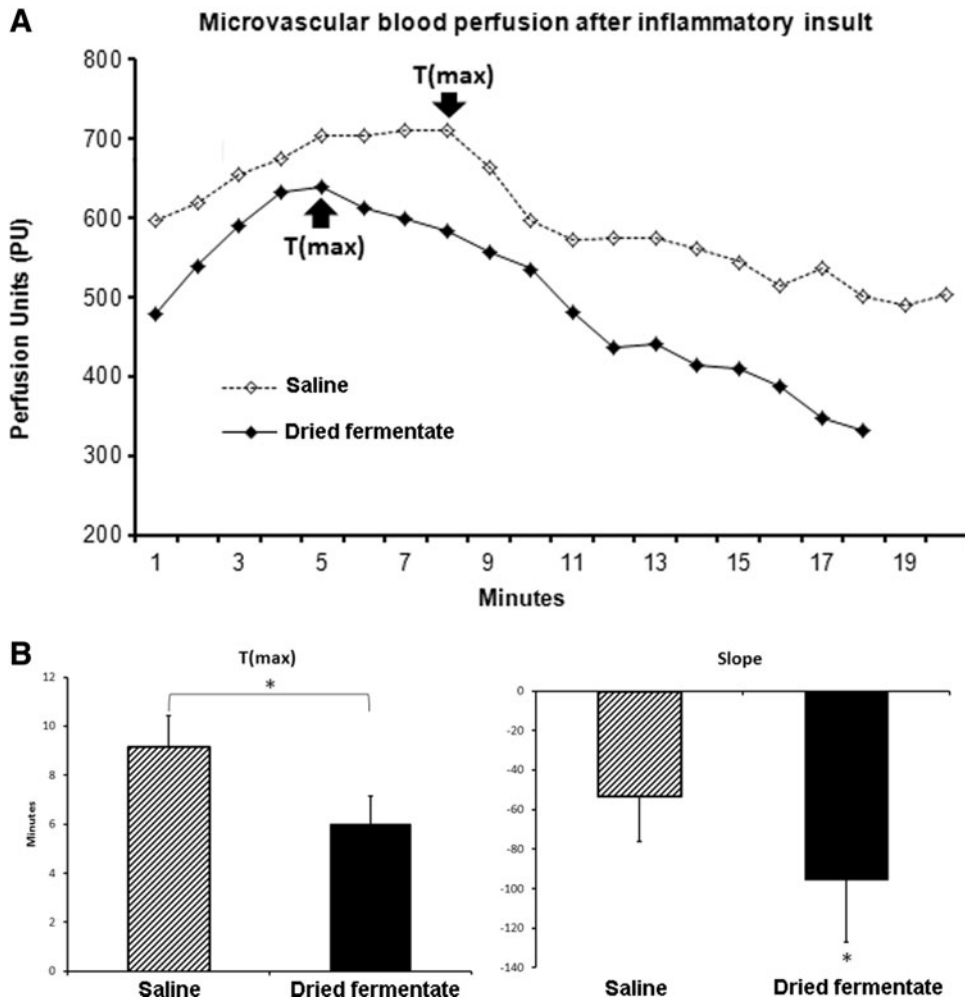 A
Microvascular blood perfusion after inflammatory insult
800
700
600
500
400
300
200
Perfusion Units (PU)
T(max)
T(max)
Saline
Dried fermentate
1 3 5 7 9 11 13 15 17 19
Minutes
B
T(max)
12
10
8
6
4
2
0
Minutes
*
Saline Dried fermentate
Slope
0
-20
-40
-60
-80
-100
-120
-140
*
Saline Dried fermentate